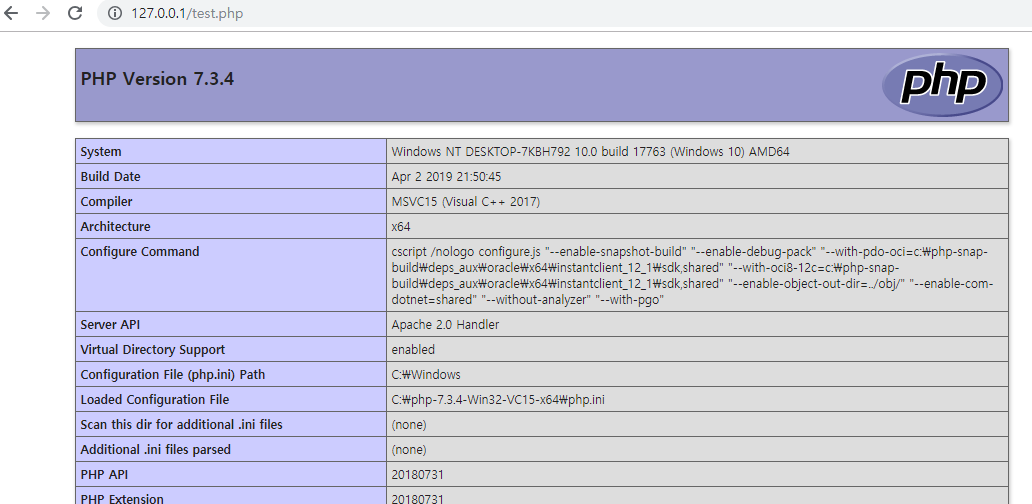 127.0.0.1/test.php
PHP Version 7.3.4
php
System Windows NT DESKTOP-7KBH792 10.0 build 17763 (Windows 10) AMD64
Build Date Apr 2 2019 21:50:45
Compiler MSVC15 (Visual C++ 2017)
Architecture x64
Configure Command cscript /nologo configure.js "--enable-snapshot-build" "--enable-debug-pack" "--with-pdo-oci=c:₩php-snap-
build₩deps_aux₩oracle₩x64₩instantclient_12_1₩sdk,shared" "--with-oci8-12c=c:₩php-snap-
build₩deps_aux₩oracle₩x64₩instantclient_12_1₩sdk,shared" "--enable-object-out-dir=../obj/" "--enable-com-
dotnet=shared" "--without-analyzer" "--with-pgo"
Server API Apache 2.0 Handler
Virtual Directory Support enabled
Configuration File (php.ini) Path C:₩Windows
Loaded Configuration File C:₩php-7.3.4-Win32-VC15-x64₩php.ini
Scan this dir for additional .ini files (none)
Additional .ini files parsed (none)
PHP API 20180731
PHP Extension 20180731